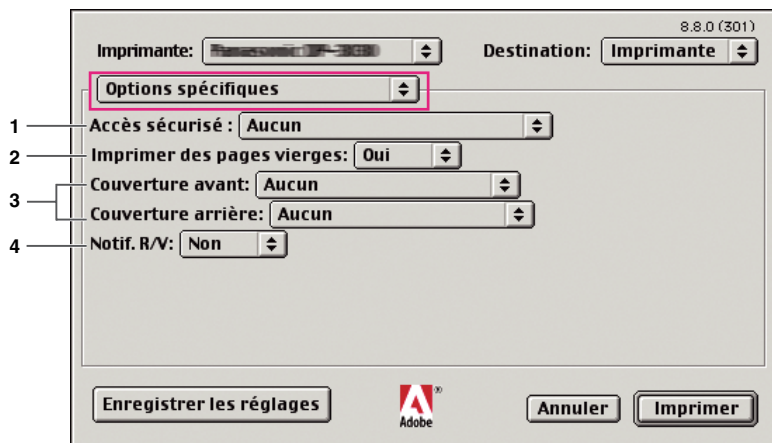 8.8.0 (301)
Imprimante: Destination: Imprimante
Options spécifiques
1 Accès sécurisé : Aucun
2 Imprimer des pages vierges: Oui
3 Couverture avant: Aucun
Couverture arrière: Aucun
4 Notif. R/V: Non
Enregistrer les réglages Adobe ® Annuler Imprimer